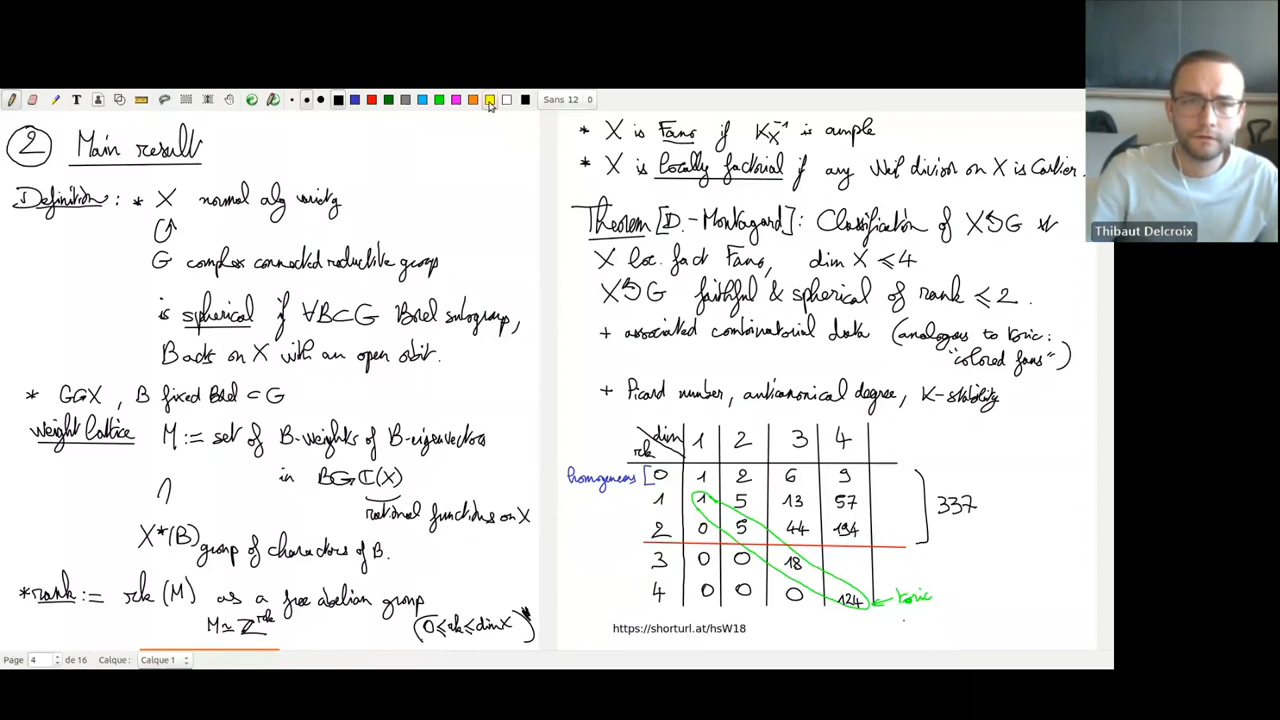 Sans 12 0
② Main result
Definition: * X normal alg variety
G complex connected reductive group
is spherical if ∀B⊂G Borel subgroup,
B acts on X with an open orbit.
* G↻X, B fixed Borel ⊂ G
weight lattice M := set of B-weights of B-eigenvectors
in B↻ℂ(X)
rational functions on X
X*(B) group of characters of B.
* rank := rk(M) as a free abelian group
M ≃ ℤ^rk (0≤rk≤dim X)
* X is Fano if K_X^{-1} is ample
* X is locally factorial if any Weil divisor on X is Cartier.
Theorem [D.-Montagard]: Classification of X↺G st
X loc. fact Fano, dim X ≤4
X↺G faithful & spherical of rank ≤2.
+ associated combinatorial data (analogous to toric:
"colored fans")
+ Picard number, anticanonical degree, K-stability
dim 1 2 3 4
rk
homogeneous [ 0 1 2 6 9
1 1 5 13 57
2 0 5 44 194
337
3 0 0 18
4 0 0 0 124 ← toric
https://shorturl.at/hsW18
Thibaut Delcroix
Page 4 de 16 Calque : Calque 1